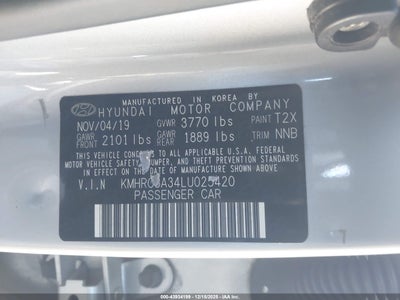 MANUFACTURED IN KOREA BY
HYUNDAI MOTOR COMPANY
NOV/04/19 GVWR 3770 lbs PAINT T2X
GAWR FRONT 2101 lbs GAWR REAR 1889 lbs TRIM NNB
THIS VEHICLE CONFORMS TO ALL APPLICABLE U.S.A. FEDERAL
MOTOR VEHICLE SAFETY, BUMPER, AND THEFT PREVENTION
STANDARDS IN EFFECT ON THE DATE OF MANUFACTURE
SHOWN ABOVE.
V.I.N
PASSENGER CAR